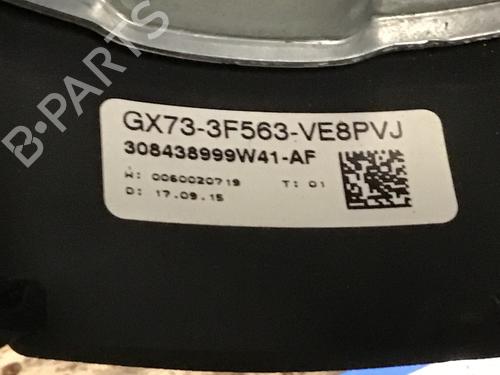 B-PARTS
GX73-3F563-VE8PVJ
308438999W41-AF
W: 0060020719 T: 01
D: 17.09.15